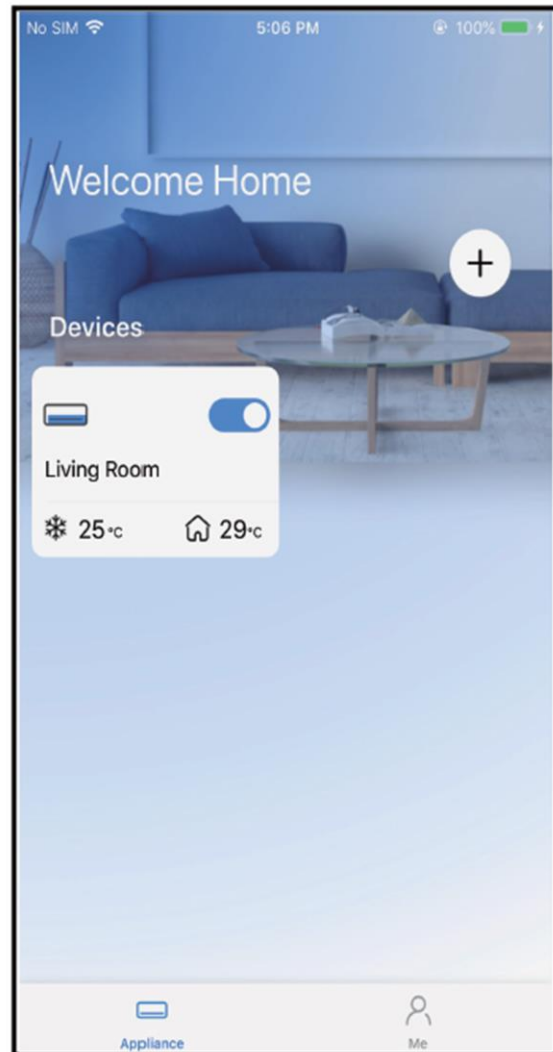 No SIM 5:06 PM 100%
Welcome Home
+
Devices
Living Room
25°C 29°C
Appliance Me